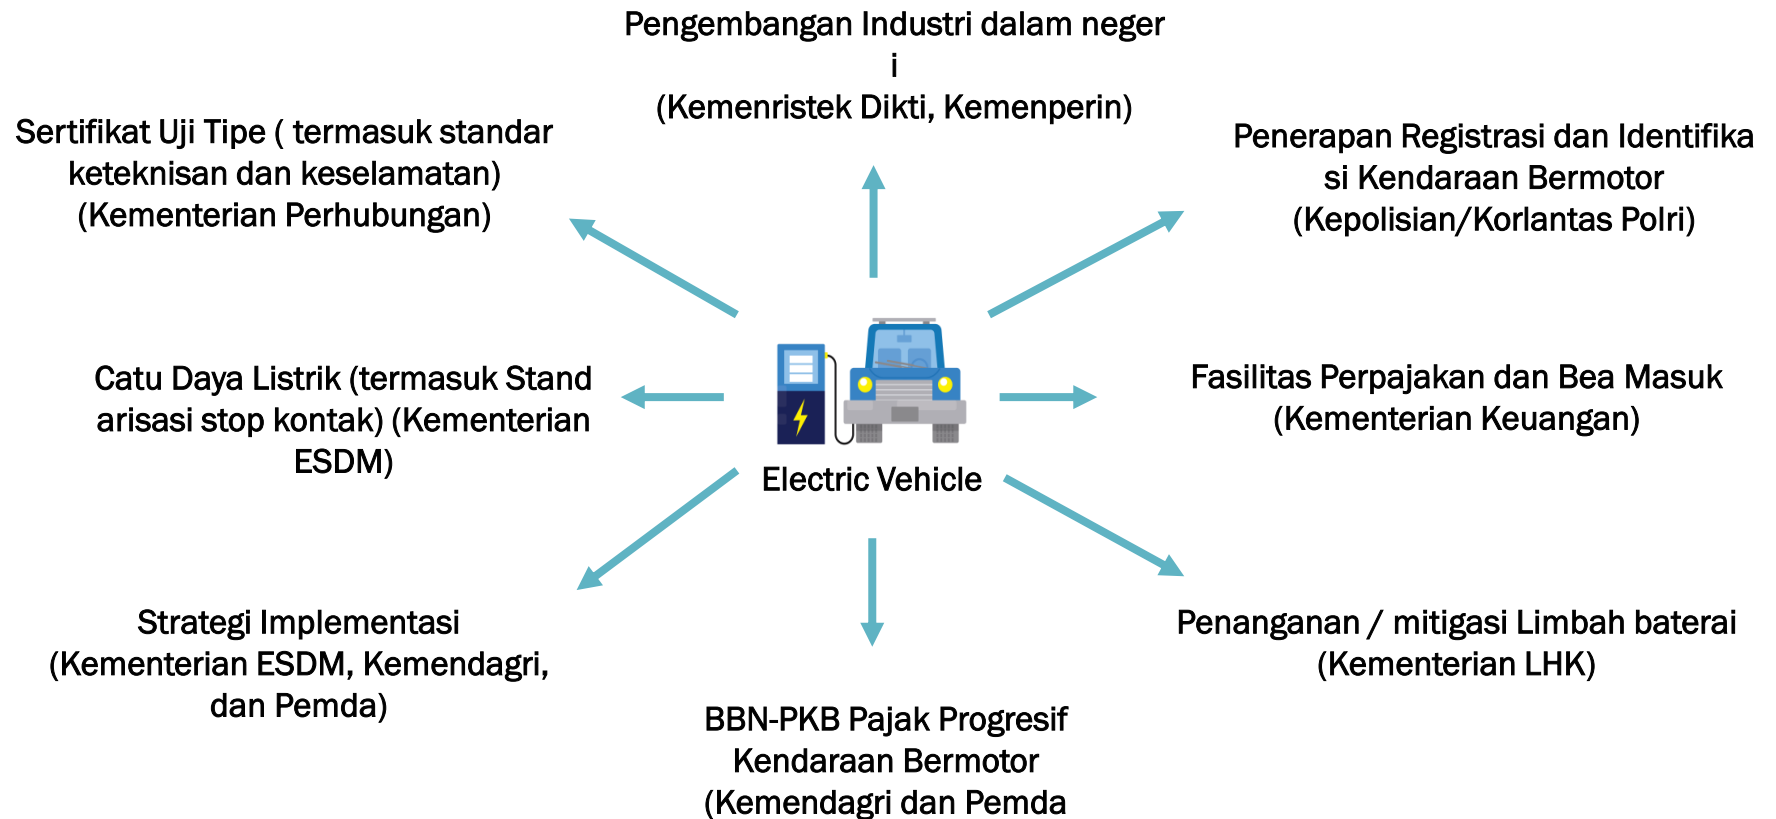 Pengembangan Industri dalam neger
i
(Kemenristek Dikti, Kemenperin)
Sertifikat Uji Tipe ( termasuk standar
keteknisan dan keselamatan)
(Kementerian Perhubungan)
Penerapan Registrasi dan Identifika
si Kendaraan Bermotor
(Kepolisian/Korlantas Polri)
Catu Daya Listrik (termasuk Stand
arisasi stop kontak) (Kementerian
ESDM)
Fasilitas Perpajakan dan Bea Masuk
(Kementerian Keuangan)
Electric Vehicle
Strategi Implementasi
(Kementerian ESDM, Kemendagri,
dan Pemda)
Penanganan / mitigasi Limbah baterai
(Kementerian LHK)
BBN-PKB Pajak Progresif
Kendaraan Bermotor
(Kemendagri dan Pemda